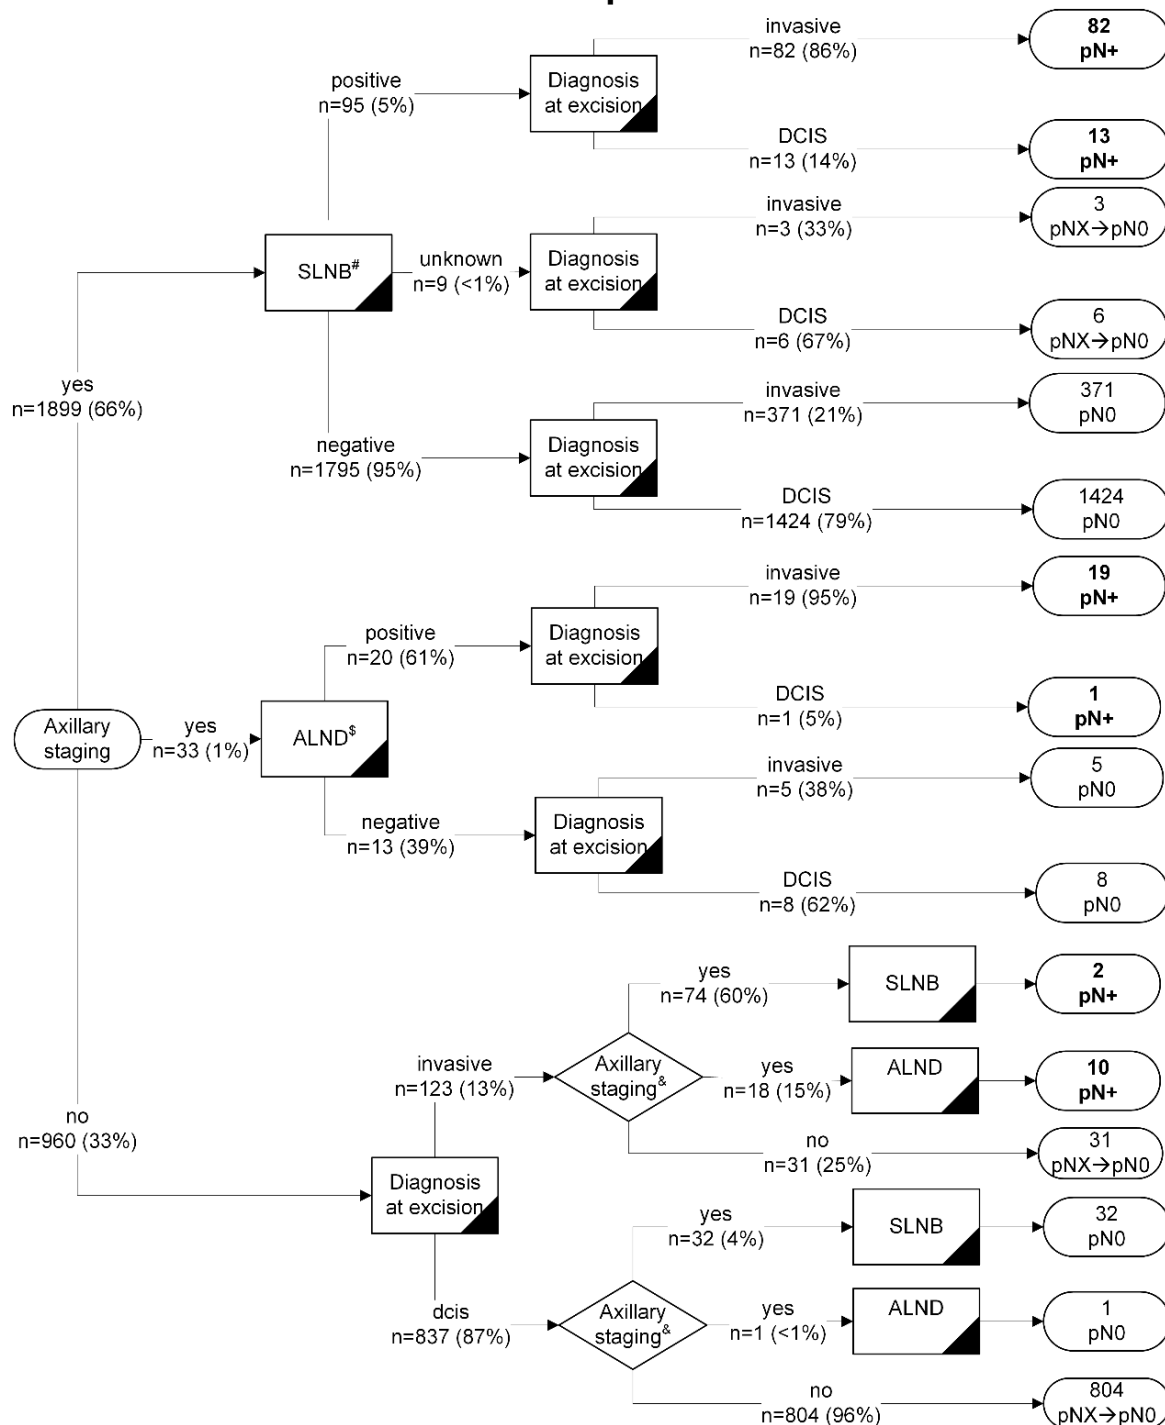 invasive
n=82 (86%)
82
pN+
positive
n=95 (5%)
Diagnosis
at excision
DCIS
n=13 (14%)
13
pN+
invasive
n=3 (33%)
3
pNX→pN0
SLNB#
unknown
n=9 (<1%)
Diagnosis
at excision
DCIS
n=6 (67%)
6
pNX→pN0
yes
n=1899 (66%)
invasive
n=371 (21%)
371
pN0
negative
n=1795 (95%)
Diagnosis
at excision
DCIS
n=1424 (79%)
1424
pN0
invasive
n=19 (95%)
19
pN+
positive
n=20 (61%)
Diagnosis
at excision
DCIS
n=1 (5%)
1
pN+
Axillary
staging
yes
n=33 (1%)
ALND$
invasive
n=5 (38%)
5
pN0
negative
n=13 (39%)
Diagnosis
at excision
DCIS
n=8 (62%)
8
pN0
yes
n=74 (60%)
SLNB
2
pN+
invasive
n=123 (13%)
Axillary
staging&
yes
n=18 (15%)
ALND
10
pN+
no
n=960 (33%)
no
n=31 (25%)
31
pNX→pN0
Diagnosis
at excision
yes
n=32 (4%)
SLNB
32
pN0
dcis
n=837 (87%)
Axillary
staging&
yes
n=1 (<1%)
ALND
1
pN0
no
n=804 (96%)
804
pNX→pN0